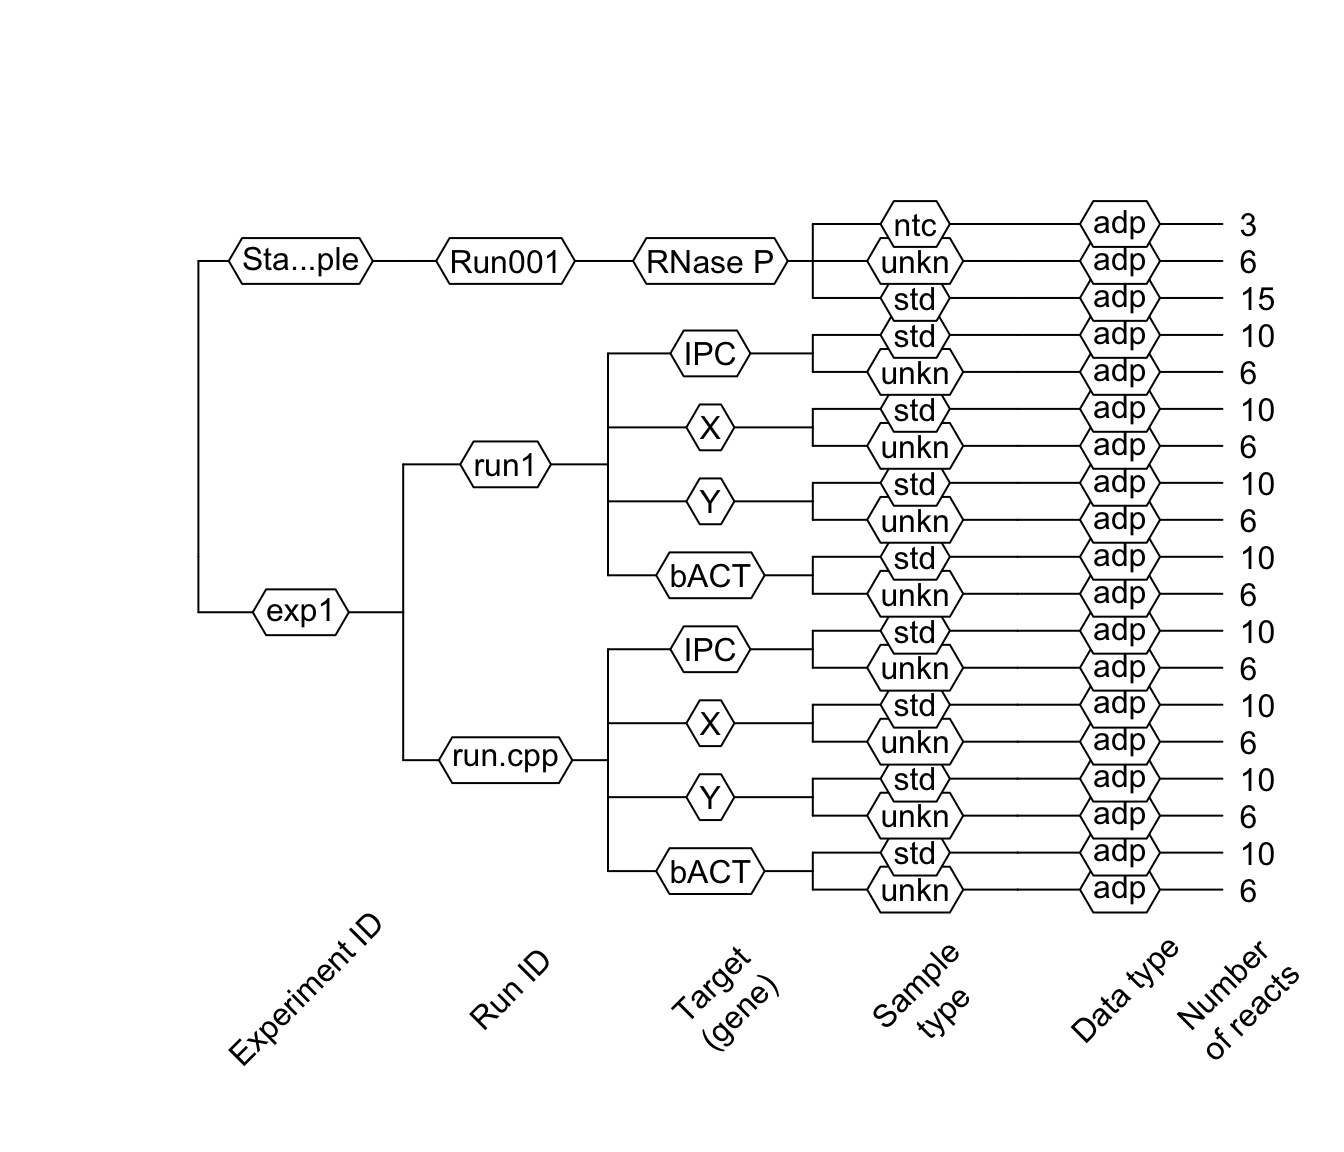 ntc adp 3
Sta...ple Run001 RNase P unkn adp 6
std adp 15
std adp 10
IPC
unkn adp 6
std adp 10
X
unkn adp 6
run1
std adp 10
Y
unkn adp 6
std adp 10
bACT
unkn adp 6
exp1
std adp 10
IPC
unkn adp 6
std adp 10
X
unkn adp 6
run.cpp
std adp 10
Y
unkn adp 6
std adp 10
bACT
unkn adp 6
Experiment ID
Run ID
Target
(gene)
Sample
type
Data type
Number
of reacts